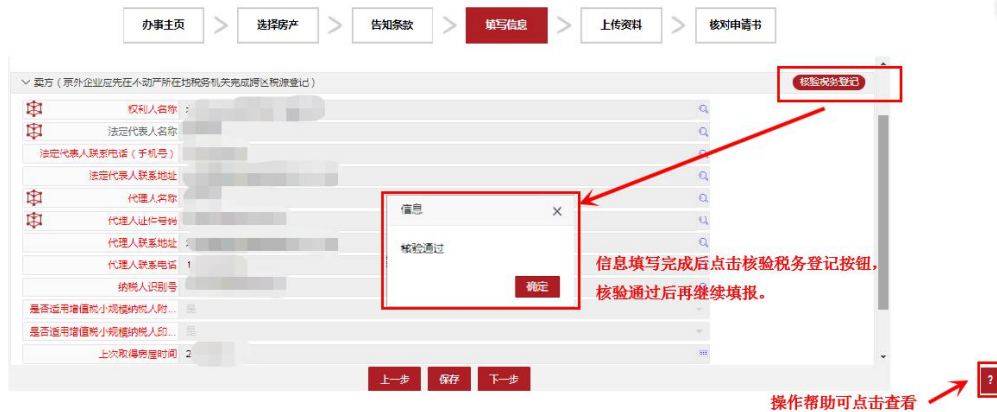 办事主页 > 选择房产 > 告知条款 > 填写信息 > 上传资料 > 核对申请书
卖方（京外企业应先在不动产所在地税务机关完成跨区税源登记）
核验税务登记
权利人名称
法定代表人名称
法定代表人联系电话（手机号）
法定代表人联系地址
代理人名称
代理人证件号码
代理人联系地址
代理人联系电话 1
纳税人识别号
是否适用增值税小规模纳税人附... 是
是否适用增值税小规模纳税人印... 是
上次取得房屋时间 2
信息 ×
核验通过
确定
信息填写完成后点击核验税务登记按钮，
核验通过后再继续填报。
上一步 保存 下一步
?
操作帮助可点击查看